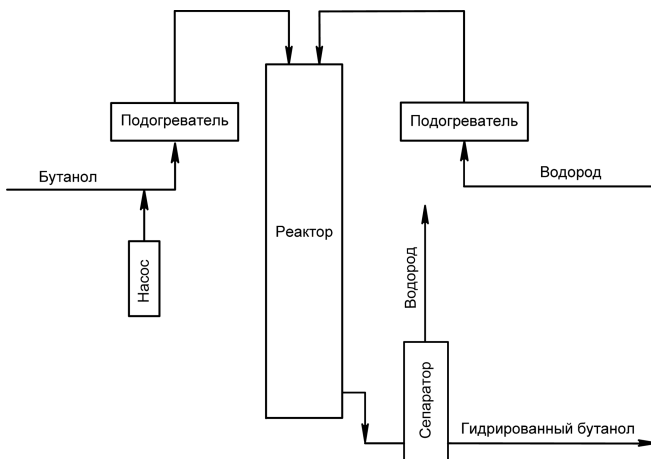 Подогреватель
Подогреватель
Бутанол
Водород
Реактор
Насос
Водород
Сепаратор
Гидрированный бутанол